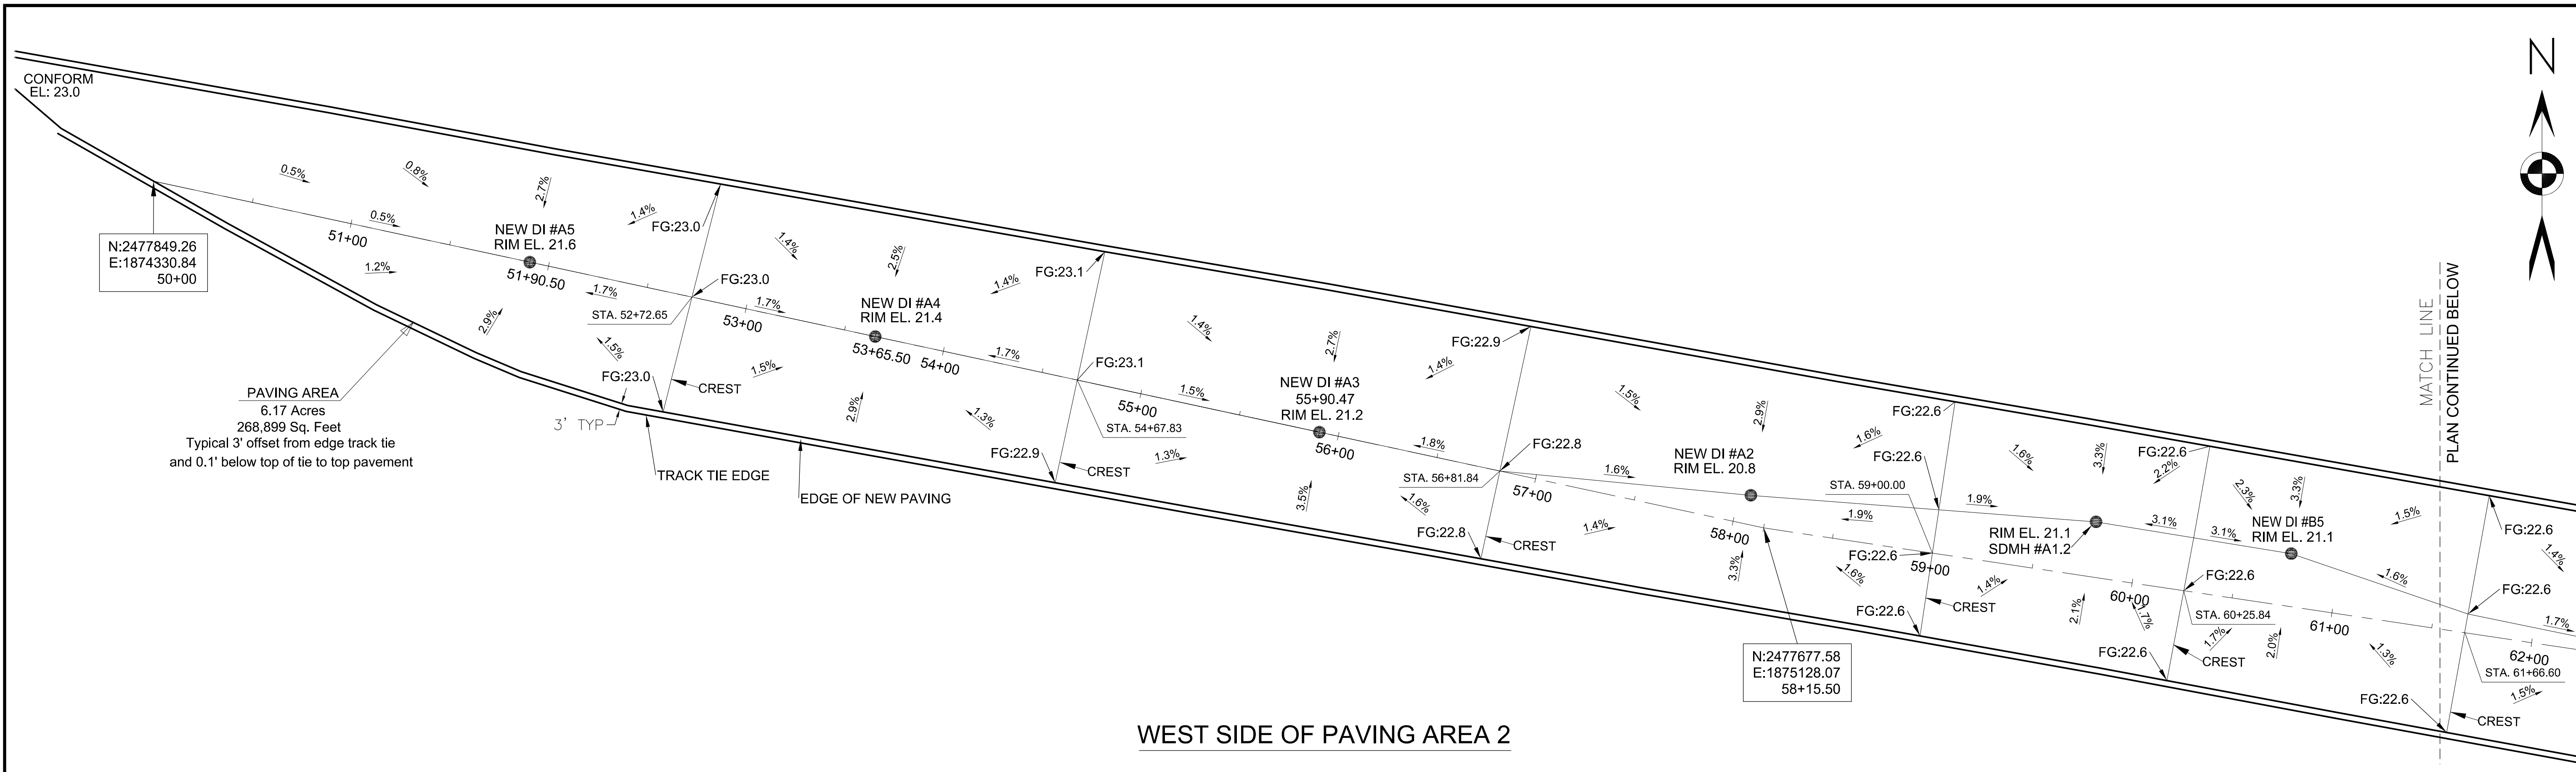 CONFORM
EL: 23.0
N
0.5%
0.8%
2.7%
1.4%
FG:23.0
0.5%
51+00
NEW DI #A5
RIM EL. 21.6
51+90.50
N:2477849.26
E:1874330.84
50+00
1.2%
2.9%
1.7%
STA. 52+72.65
FG:23.0
1.5%
FG:23.0
CREST
3' TYP
PAVING AREA
6.17 Acres
268,899 Sq. Feet
Typical 3' offset from edge track tie
and 0.1' below top of tie to top pavement
TRACK TIE EDGE
EDGE OF NEW PAVING
1.4%
2.5%
1.4%
FG:23.1
1.7%
53+00
NEW DI #A4
RIM EL. 21.4
53+65.50
54+00
1.7%
FG:23.1
1.5%
2.9%
1.3%
STA. 54+67.83
FG:22.9
CREST
1.3%
1.4%
2.7%
1.4%
FG:22.9
1.5%
55+00
NEW DI #A3
55+90.47
RIM EL. 21.2
56+00
1.8%
FG:22.8
STA. 56+81.84
3.5%
1.6%
FG:22.8
CREST
1.4%
1.5%
2.9%
1.6%
FG:22.6
1.6%
57+00
NEW DI #A2
RIM EL. 20.8
58+00
FG:22.6
STA. 59+00.00
1.9%
FG:22.6
3.3%
1.6%
59+00
FG:22.6
CREST
N:2477677.58
E:1875128.07
58+15.50
1.6%
3.3%
2.2%
FG:22.6
1.9%
RIM EL. 21.1
SDMH #A1.2
3.1%
1.4%
2.1%
60+00
1.7%
FG:22.6
STA. 60+25.84
FG:22.6
CREST
2.3%
3.3%
1.5%
NEW DI #B5
RIM EL. 21.1
3.1%
1.6%
1.7%
2.0%
61+00
1.3%
FG:22.6
FG:22.6
1.4%
FG:22.6
1.7%
62+00
STA. 61+66.60
1.5%
CREST
MATCH LINE
PLAN CONTINUED BELOW
WEST SIDE OF PAVING AREA 2